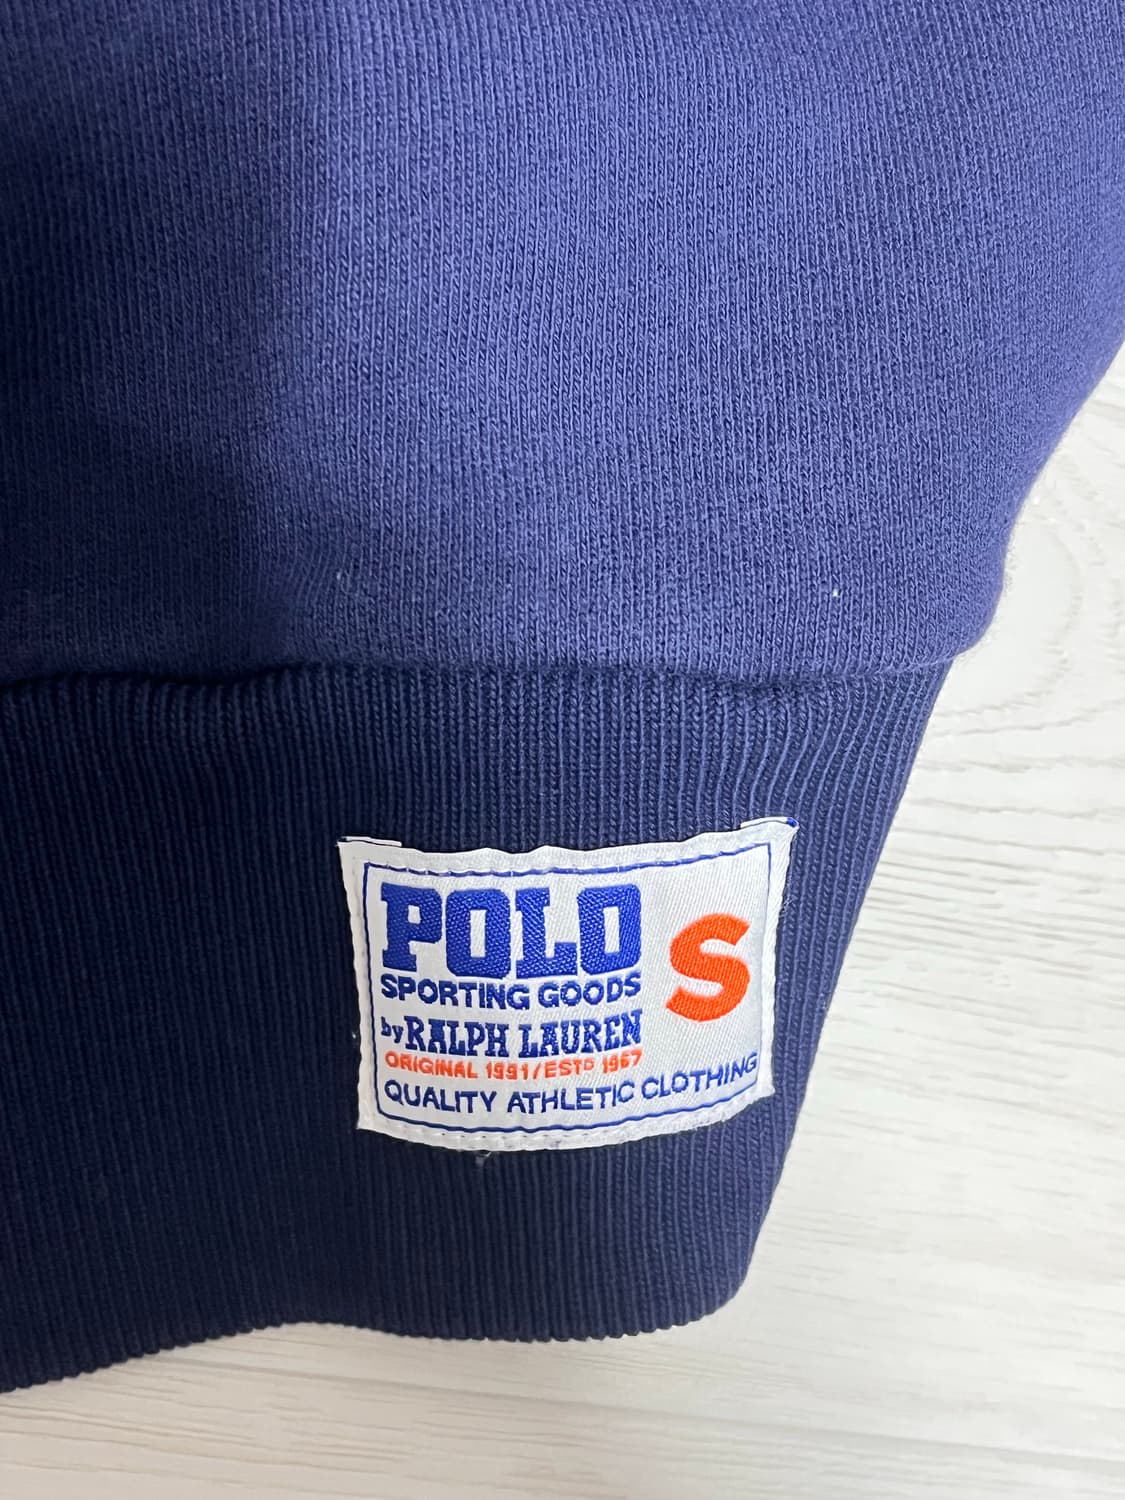 POLO
SPORTING GOODS
by RALPH LAUREN
ORIGINAL 1991/ESTD 1967
QUALITY ATHLETIC CLOTHING
S